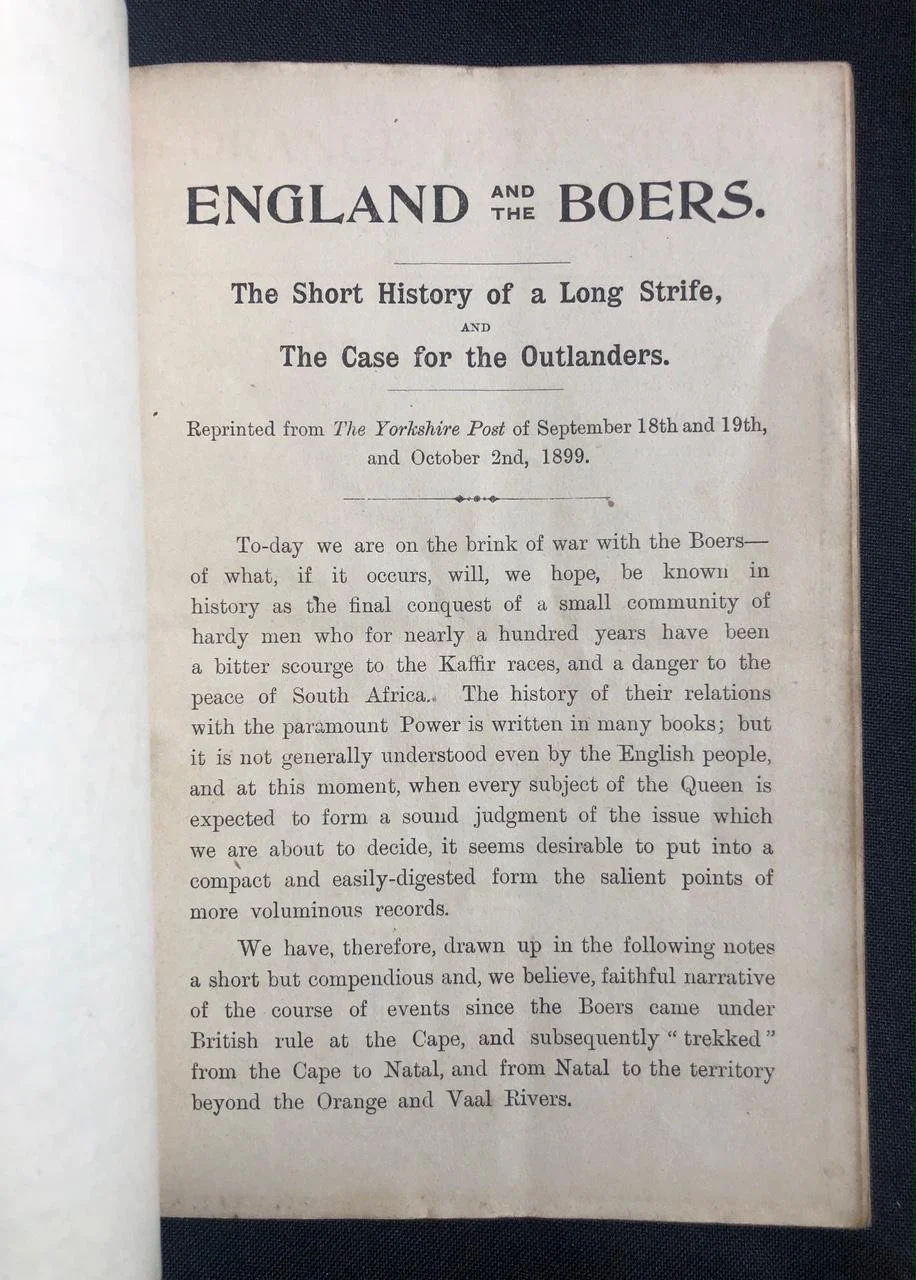 ENGLAND AND THE BOERS.
The Short History of a Long Strife,
AND
The Case for the Outlanders.
Reprinted from The Yorkshire Post of September 18th and 19th,
and October 2nd, 1899.
To-day we are on the brink of war with the Boers—
of what, if it occurs, will, we hope, be known in
history as the final conquest of a small community of
hardy men who for nearly a hundred years have been
a bitter scourge to the Kaffir races, and a danger to the
peace of South Africa. The history of their relations
with the paramount Power is written in many books; but
it is not generally understood even by the English people,
and at this moment, when every subject of the Queen is
expected to form a sound judgment of the issue which
we are about to decide, it seems desirable to put into a
compact and easily-digested form the salient points of
more voluminous records.
We have, therefore, drawn up in the following notes
a short but compendious and, we believe, faithful narrative
of the course of events since the Boers came under
British rule at the Cape, and subsequently “ trekked ”
from the Cape to Natal, and from Natal to the territory
beyond the Orange and Vaal Rivers.